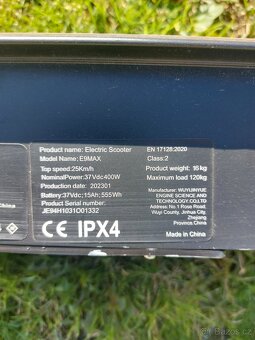 Product name: Electric Scooter
Model Name: E9MAX
Top speed:25Km/h
NominalPower:37Vdc400W
Production date: 202301
Battery:37Vdc; 15Ah; 555Wh
Product Serial number:
JE94IH1031O01332
CE IPX4
EN 17128:2020
Class:2
Product weight: 16kg
Maximum load 120kg
Manufacturer: WUYIJINYUE
ENGINE SCIENCE AND
TECHNOLOGY.CO.,LTD
Address:No.1 Rose Road,
Wuyi County, Jinhua City,
Zhejiang
Province.China
Made in China
China
Bazoš.cz